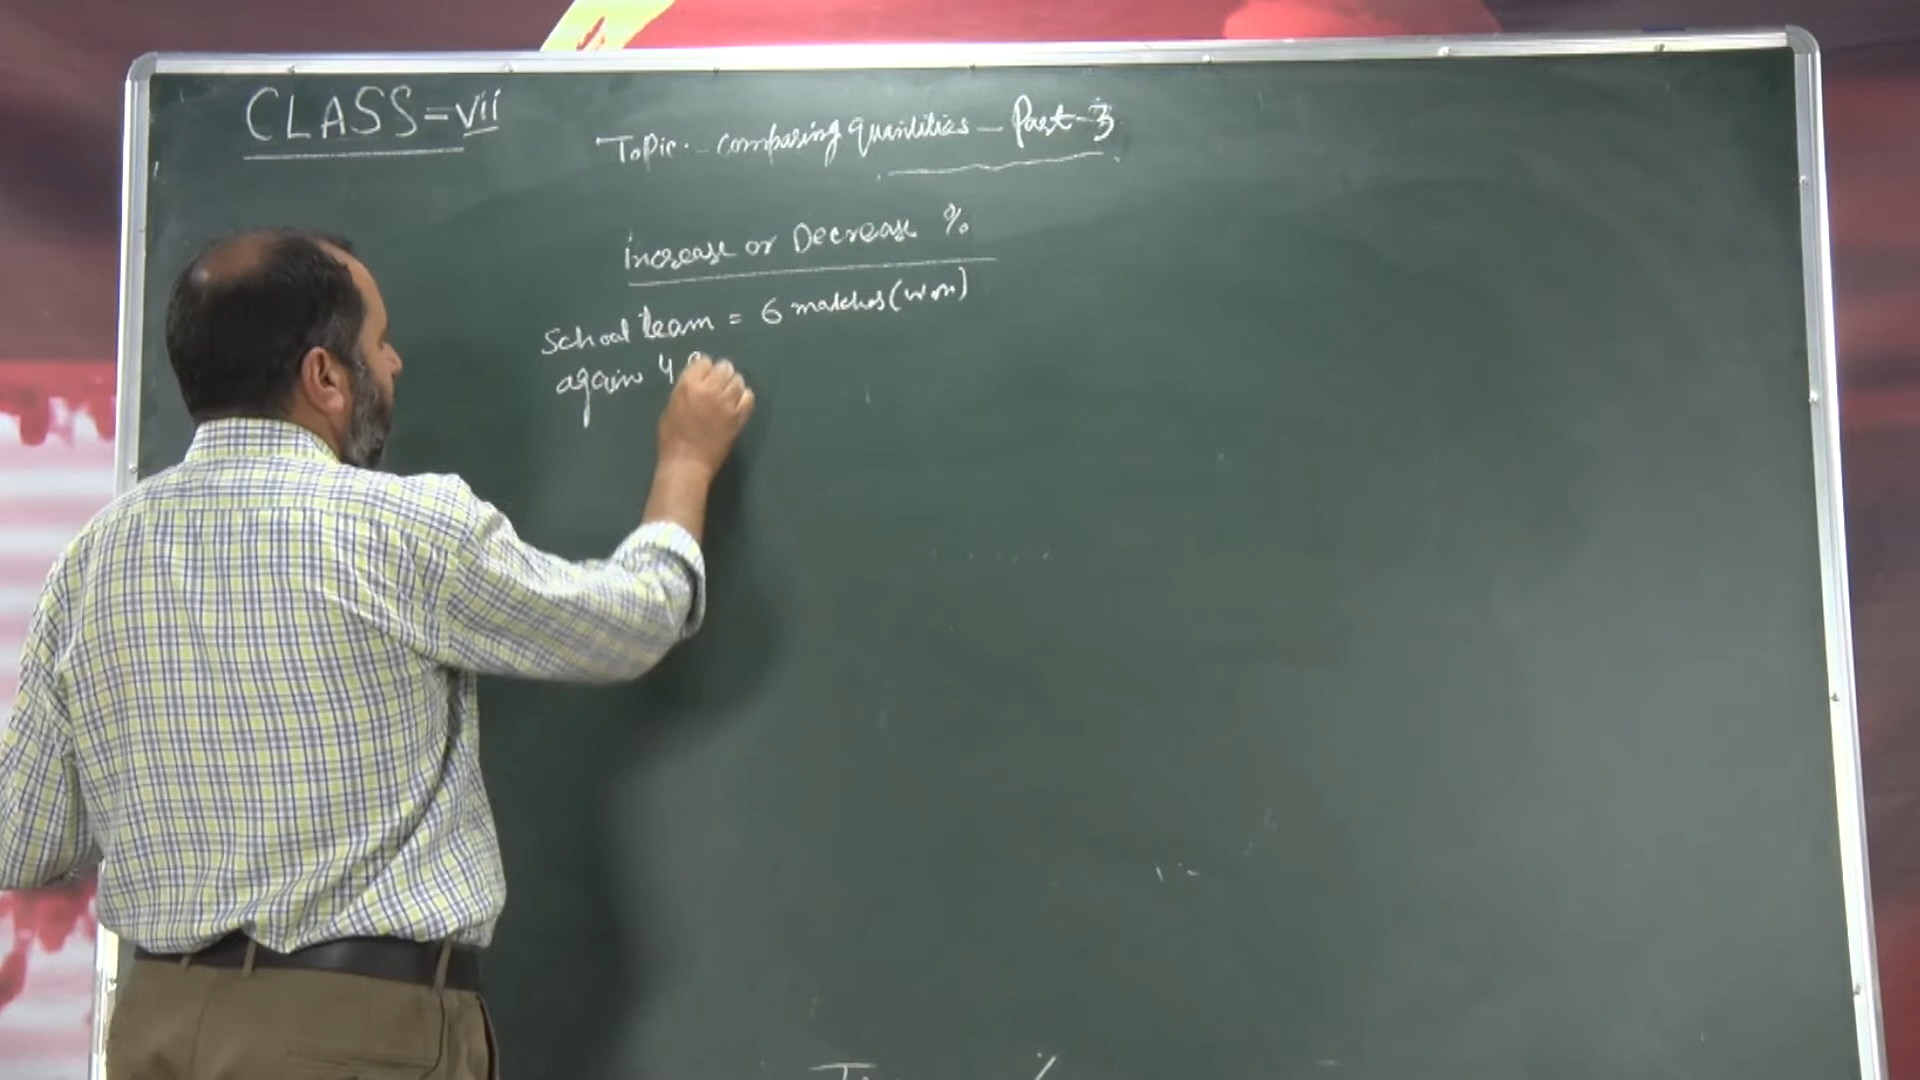 CLASS = VII
Topic:- comparing quantities - Part-3
increase or Decrease %
School team = 6 matches (won)
again 4